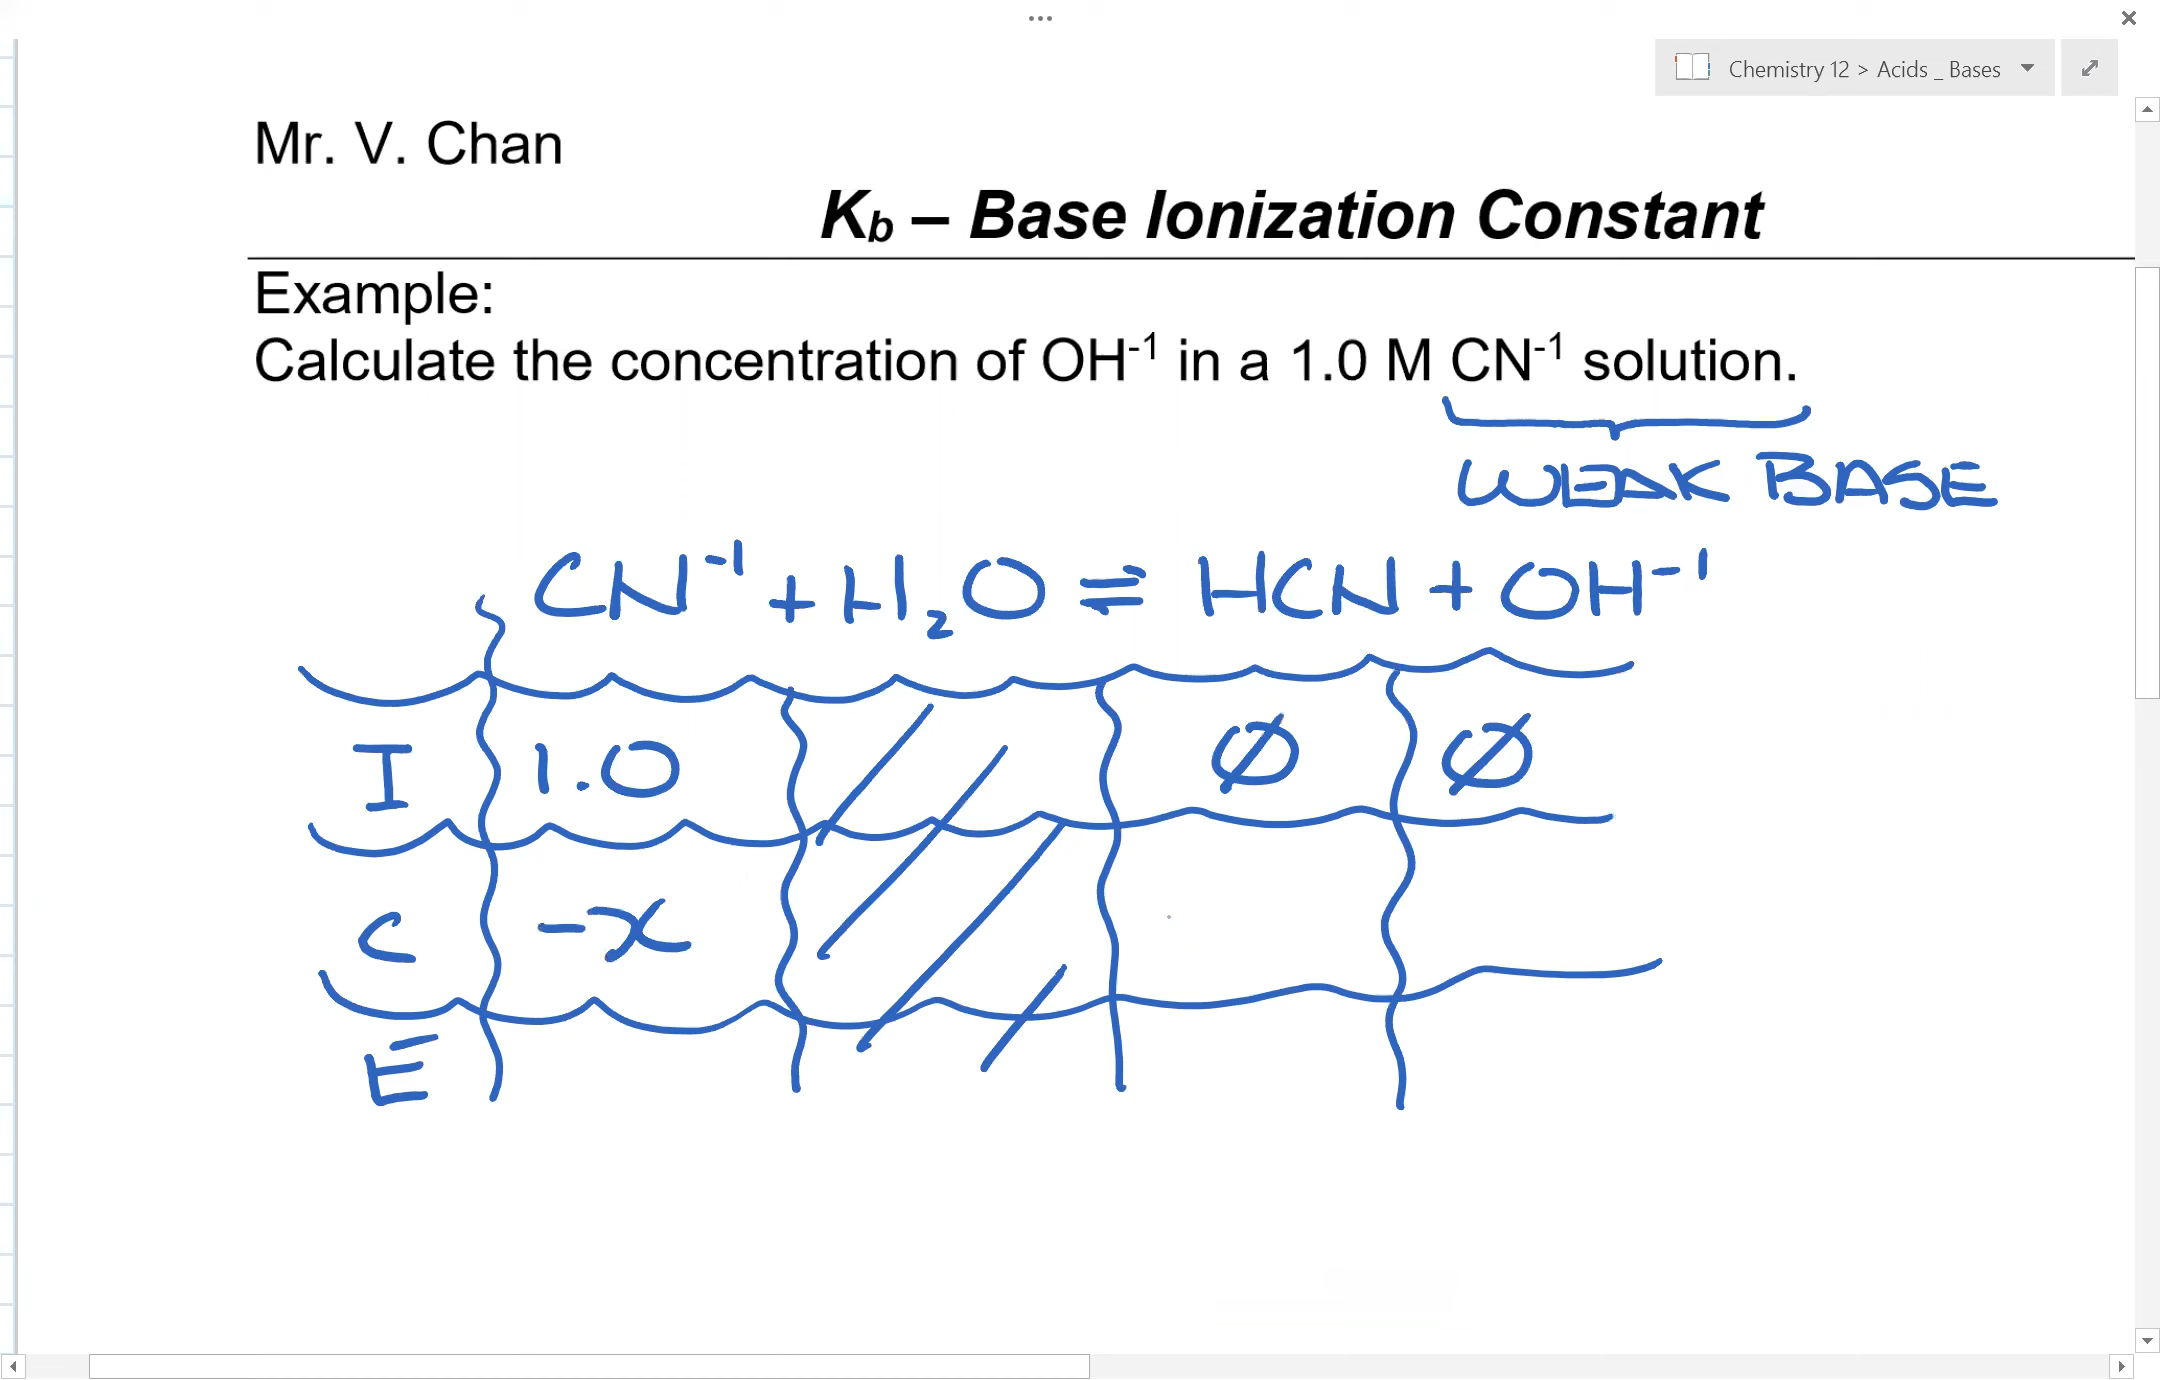 Chemistry 12 > Acids _ Bases
Mr. V. Chan
K_b – Base Ionization Constant
Example:
Calculate the concentration of OH⁻¹ in a 1.0 M CN⁻¹ solution.
WEAK BASE
CN⁻¹ + H₂O ⇌ HCN + OH⁻¹
I 1.0 Ø Ø
C -x
E